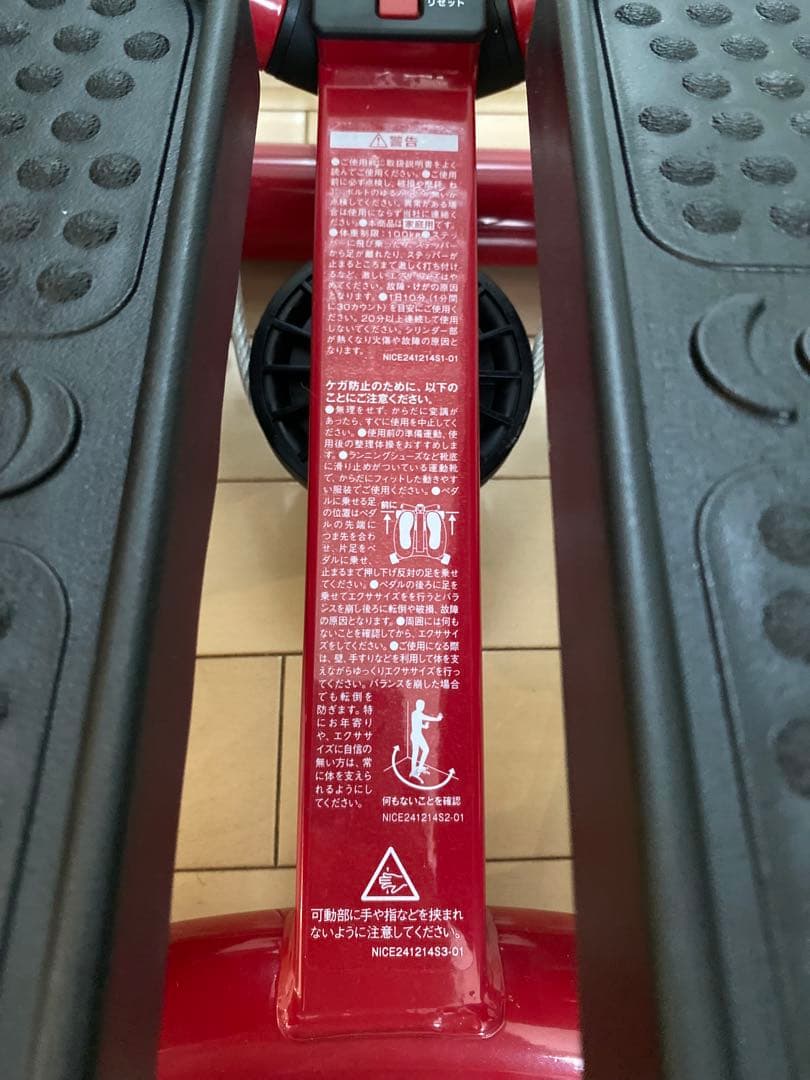 リセット
警告
●ご使用前に取扱説明書をよく
読んでご使用ください。●ご使用
前に必ず点検し、破損や摩耗、ね
ボルトのゆるみ
点検してください。異常がある場
合は使用にならず当社に連絡く
ださい。●本商品は家庭用です。
●体重制限:100kg●ステッ
パーに飛び乗ったり、ステッパー
から足が離れたり、ステッパーが
止まるところまで激しく打ち付け
るなど、激しいエクササイズはや
めてください。故障・けがの原因
となります。●1日10分(1分間
に30カウント)を目安にご使用く
ださい。20分以上連続して使用
しないでください。シリンダー部
が熱くなり火傷や故障の原因と
なります。
NICE241214S1-01
ケガ防止のために、以下の
ことにご注意ください。
●無理をせず、からだに変調が
あったら、すぐに使用を中止してく
ださい。●使用前の準備運動、使
用後の整理体操をおすすめしま
す。●ランニングシューズなど靴底
に滑り止めがついている運動靴
で、からだにフィットした動きやす
い服装でご使用ください。●ペダ
ルに乗せる足
の位置はペダ
ルの先端に
つま先を合わ
せ、片足をペ
ダルに乗せ、
前に
止まるまで押し下げ反対の足を乗せ
てください。●ペダルの後ろに足を
乗せてエクササイズをを行うとバラ
ンスを崩し後ろに転倒や破損、故障
の原因となります。●周囲には何も
ないことを確認してから、エクササイ
ズをしてください。●ご使用になる際
は、壁、手すりなどを利用して体を支
えながらゆっくりエクササイズを行っ
てください。バランスを崩した場合
でも転倒を
防ぎます。特
にお年寄り
や、エクササ
イズに自信の
無い方は、常
に体を支えら
れるようにし
てください。
何もないことを確認
NICE241214S2-01
可動部に手や指などを挟まれ
ないように注意してください。
NICE241214S3-01